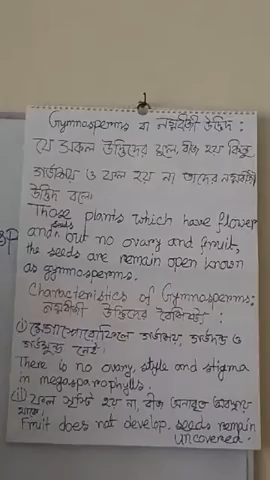 Gymnosperms বা নগ্নবীজী উদ্ভিদ :
যে সকল উদ্ভিদের ফুল, বীজ হয় কিন্তু
গর্ভাশয় ও ফল হয় না তাদের নগ্নবীজী
উদ্ভিদ বলে।
Those plants which have flower
and seeds but no ovary and fruit,
the seeds are remain open known
as gymnosperms.
Characteristics of Gymnosperms:
নগ্নবীজী উদ্ভিদের বৈশিষ্ট্য :
(i) মেগাস্পোরোফিলে গর্ভাশয়, গর্ভদণ্ড ও
গর্ভমুণ্ড নেই।
There is no ovary, style and stigma
in megasporophylls.
(ii) ফল সৃষ্টি হয় না, বীজ অনাবৃত অবস্থায়
থাকে।
Fruit does not develop, seeds remain
uncovered.